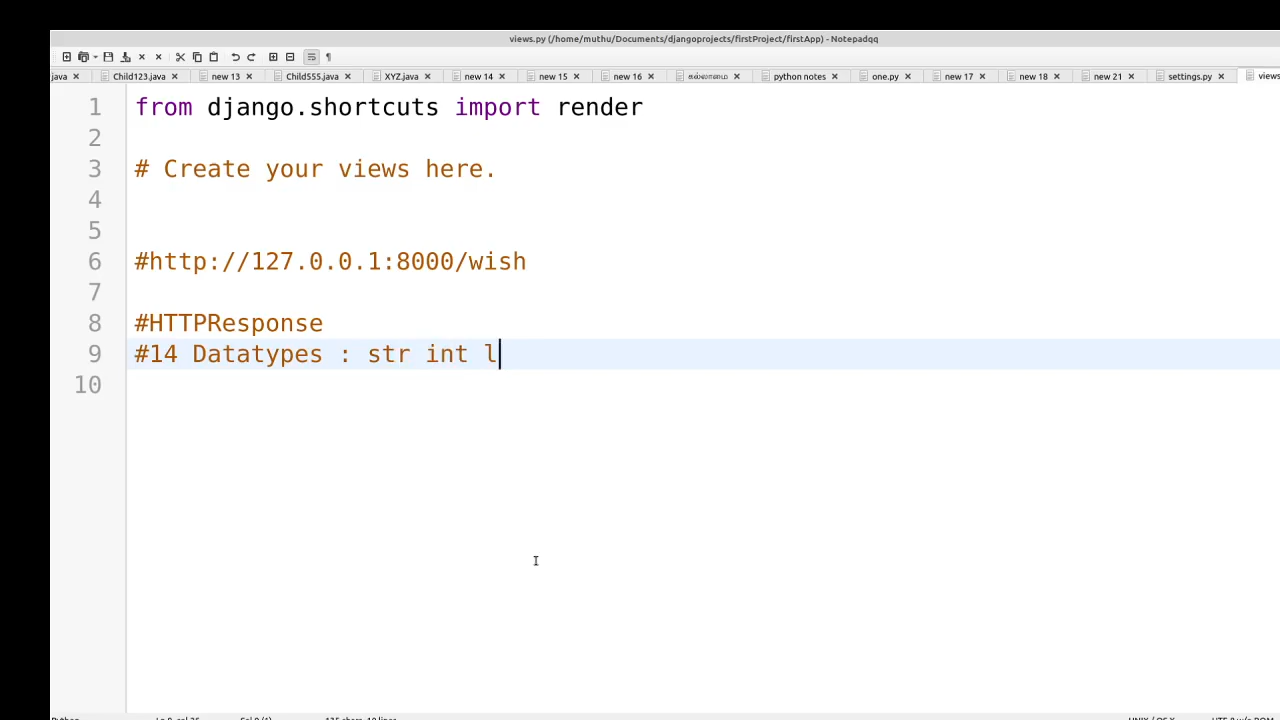 views.py (/home/muthu/Documents/djangoprojects/firstProject/firstApp) - Notepadqq
java Child123.java new 13 Child555.java XYZ.java new 14 new 15 new 16 python notes one.py new 17 new 18 new 21 settings.py views
1 from django.shortcuts import render
2
3 # Create your views here.
4
5
6 #http://127.0.0.1:8000/wish
7
8 #HTTPResponse
9 #14 Datatypes : str int l
10